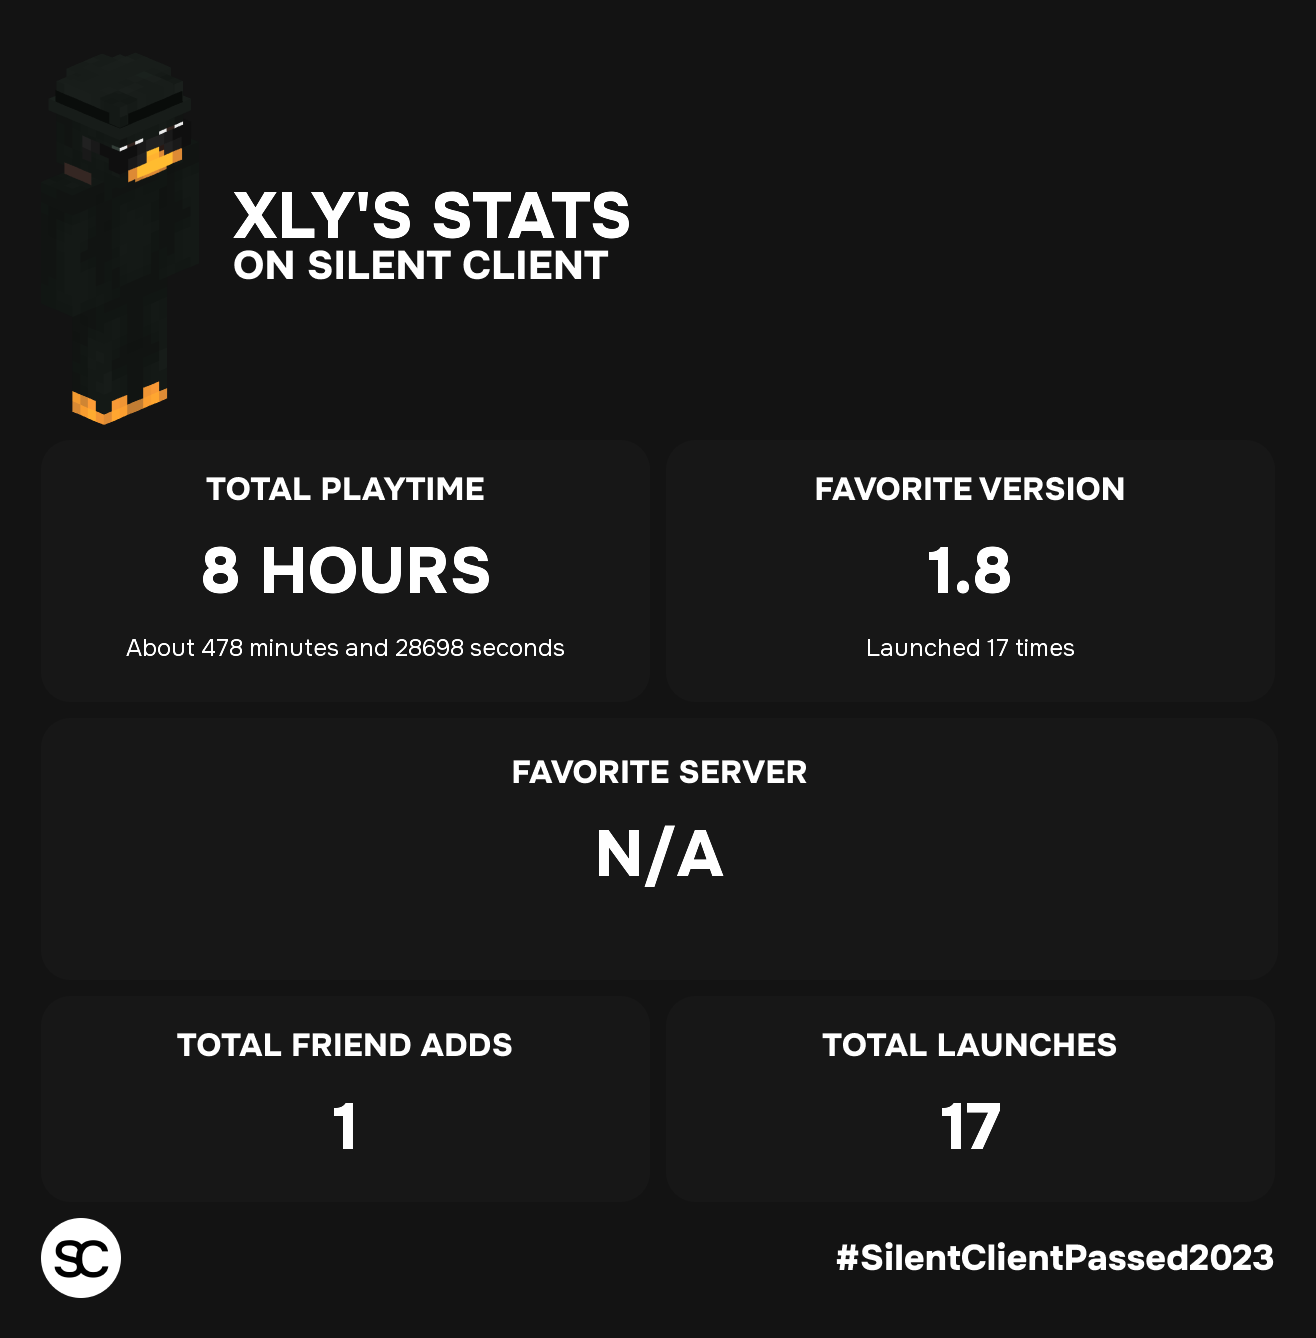 XLY'S STATS
ON SILENT CLIENT
TOTAL PLAYTIME
8 HOURS
About 478 minutes and 28698 seconds
FAVORITE VERSION
1.8
Launched 17 times
FAVORITE SERVER
N/A
TOTAL FRIEND ADDS
1
TOTAL LAUNCHES
17
SC
#SilentClientPassed2023